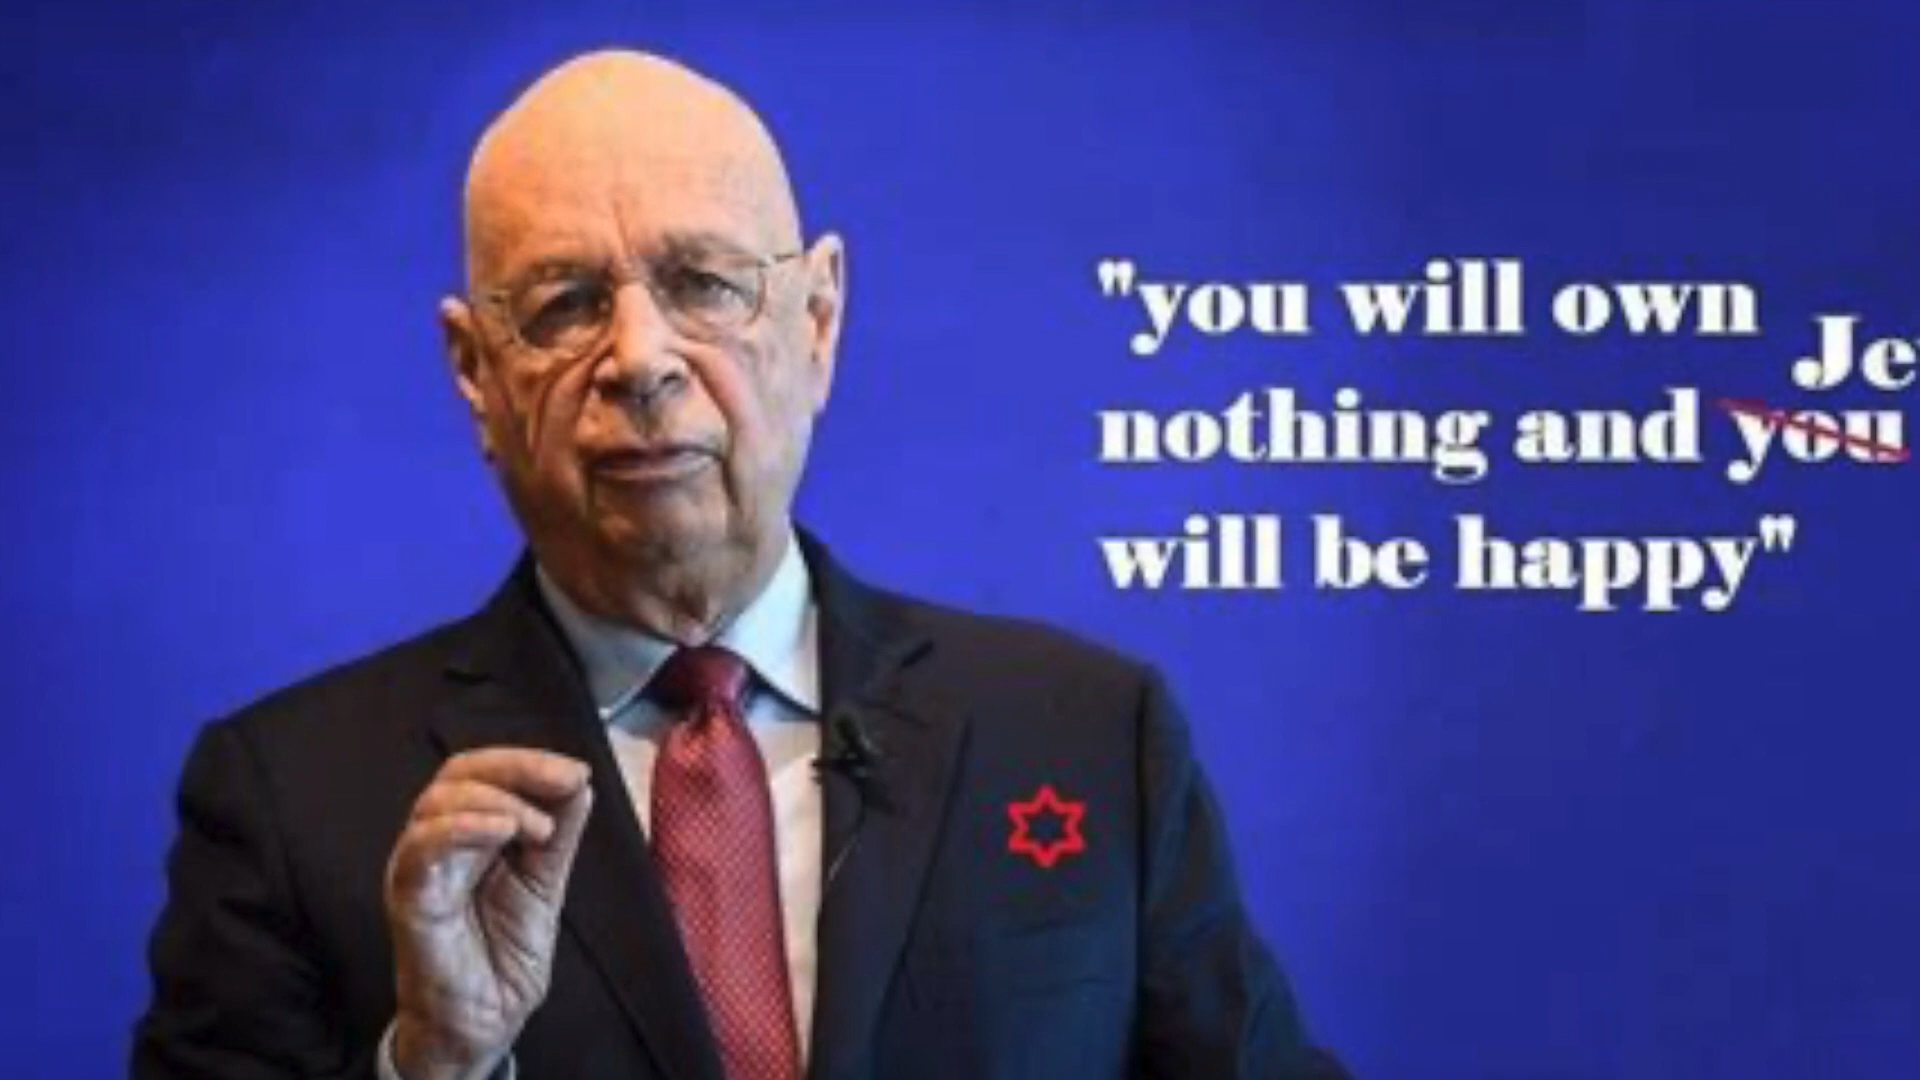 "you will own
Je
nothing and you
will be happy"